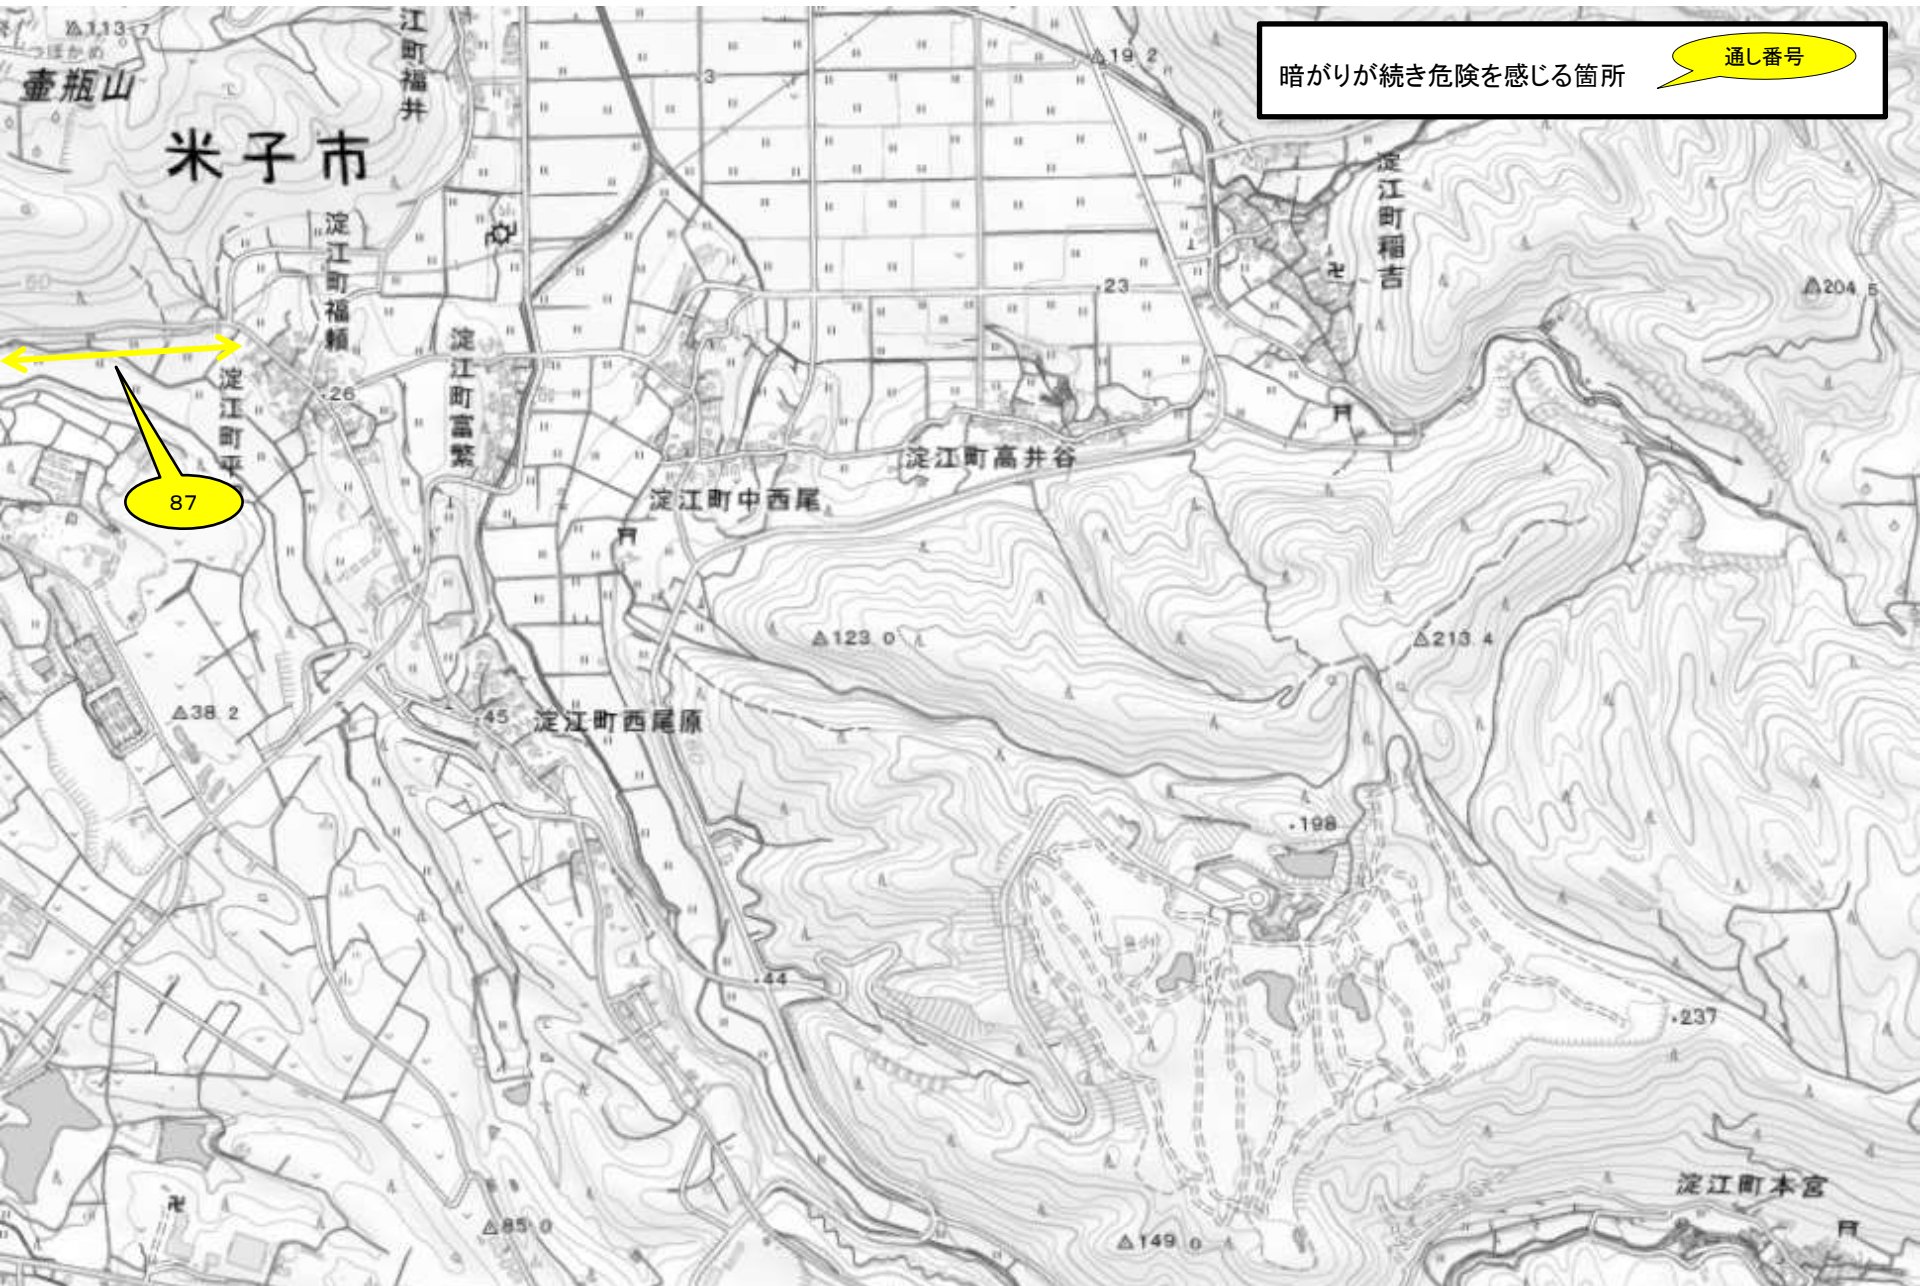 暗がりが続き危険を感じる箇所
通し番号
113.7
つぼかめ
壷瓶山
米子市
江町福井
19.2
3
淀江町稲吉
淀江町福頼
60
23
204.5
淀江町富繁
26
淀江町平
87
淀江町高井谷
淀江町中西尾
123.0
213.4
38.2
45
淀江町西尾原
198
44
237
淀江町本宮
85.0
149.0